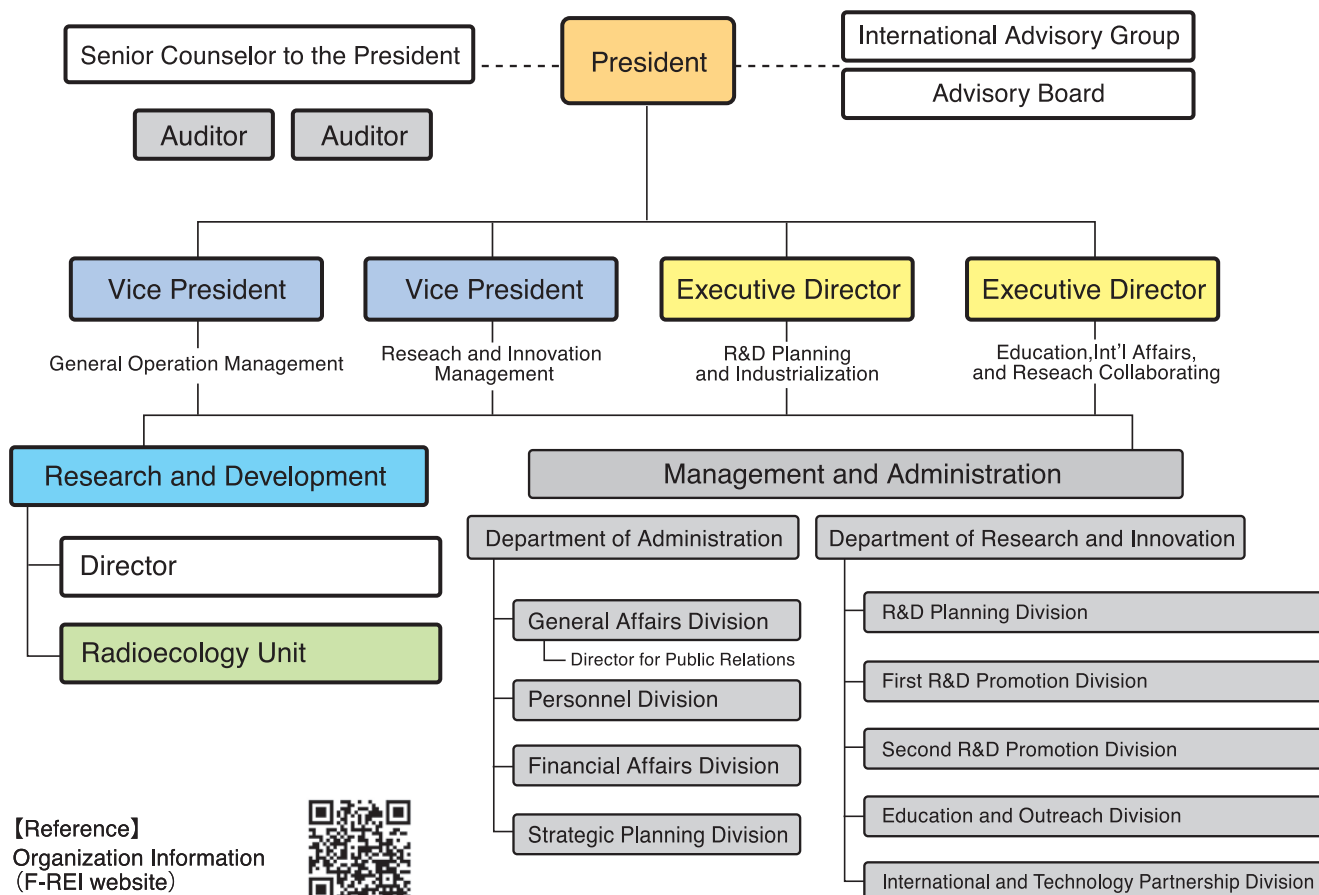 Senior Counselor to the President
President
International Advisory Group
Advisory Board
Auditor
Auditor
Vice President
Vice President
Executive Director
Executive Director
General Operation Management
Reseach and Innovation
Management
R&D Planning
and Industrialization
Education,Int'l Affairs,
and Reseach Collaborating
Research and Development
Management and Administration
Director
Radioecology Unit
Department of Administration
General Affairs Division
Director for Public Relations
Personnel Division
Financial Affairs Division
Strategic Planning Division
Department of Research and Innovation
R&D Planning Division
First R&D Promotion Division
Second R&D Promotion Division
Education and Outreach Division
International and Technology Partnership Division
【Reference】
Organization Information
（F-REI website）